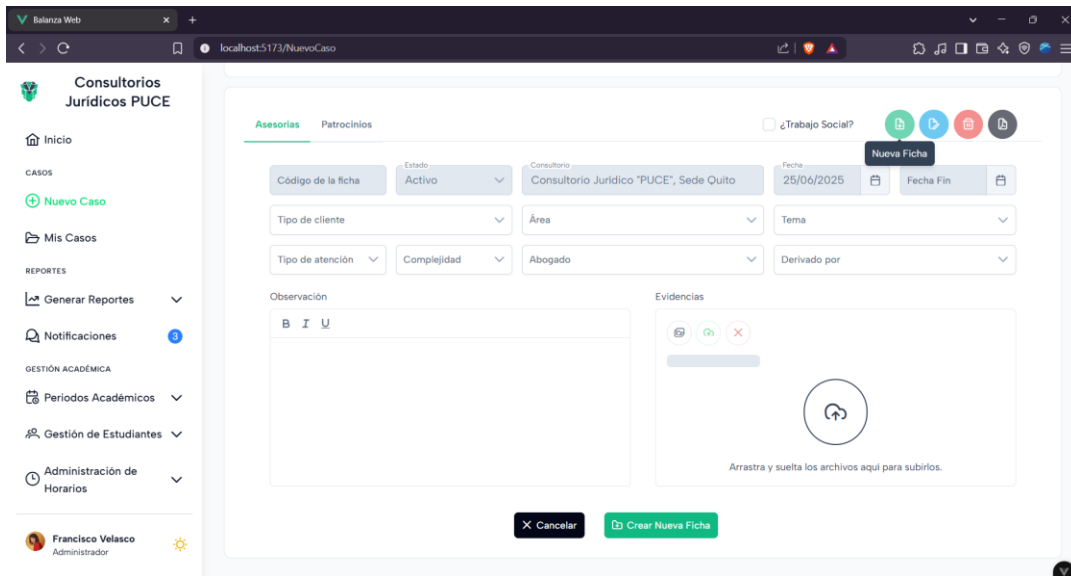 Balanza Web
localhost:5173/NuevoCaso
Consultorios
Jurídicos PUCE
Inicio
CASOS
Nuevo Caso
Mis Casos
REPORTES
Generar Reportes
Notificaciones 3
GESTIÓN ACADÉMICA
Periodos Académicos
Gestión de Estudiantes
Administración de
Horarios
Francisco Velasco
Administrador
Asesorias Patrocinios ¿Trabajo Social?
Nueva Ficha
Código de la ficha
Estado
Activo
Consultorio
Consultorio Juridico "PUCE", Sede Quito
Fecha
25/06/2025
Fecha Fin
Tipo de cliente Área Tema
Tipo de atención Complejidad Abogado Derivado por
Observación Evidencias
B I U
Arrastra y suelta los archivos aquí para subirlos.
Cancelar Crear Nueva Ficha